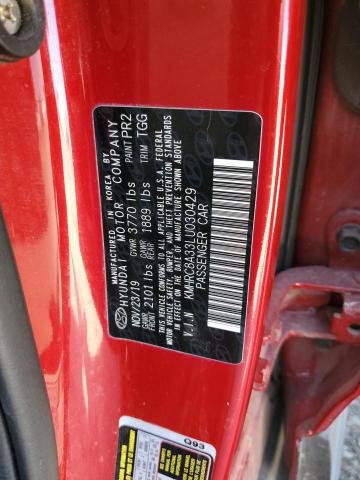 MANUFACTURED IN KOREA BY
HYUNDAI MOTOR COMPANY
NOV/23/19 GVWR 3770 lbs PAINT PR2
GAWR FRONT 2101 lbs GAWR REAR 1889 lbs TRIM TGG
THIS VEHICLE CONFORMS TO ALL APPLICABLE U.S.A. FEDERAL
MOTOR VEHICLE SAFETY, BUMPER, AND THEFT PREVENTION
STANDARDS IN EFFECT ON THE DATE OF MANUFACTURE
SHOWN ABOVE.
V.I.N KMHRC8A33LU030429
PASSENGER CAR
Q93